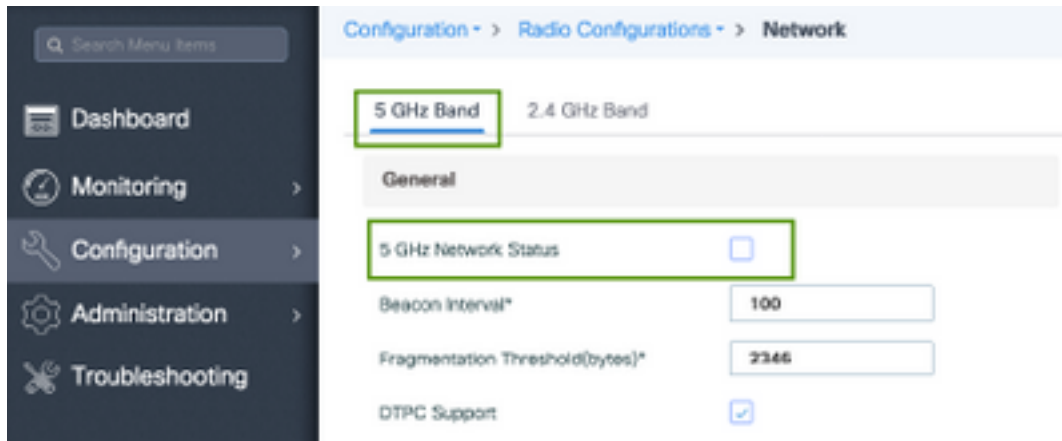 Search Menu Items
Dashboard
Monitoring
Configuration
Administration
Troubleshooting
Configuration > Radio Configurations > Network
5 GHz Band 2.4 GHz Band
General
5 GHz Network Status
Beacon Interval* 100
Fragmentation Threshold(bytes)* 2346
DTPC Support